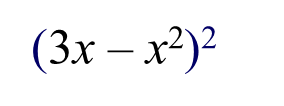 (3x – x²)²